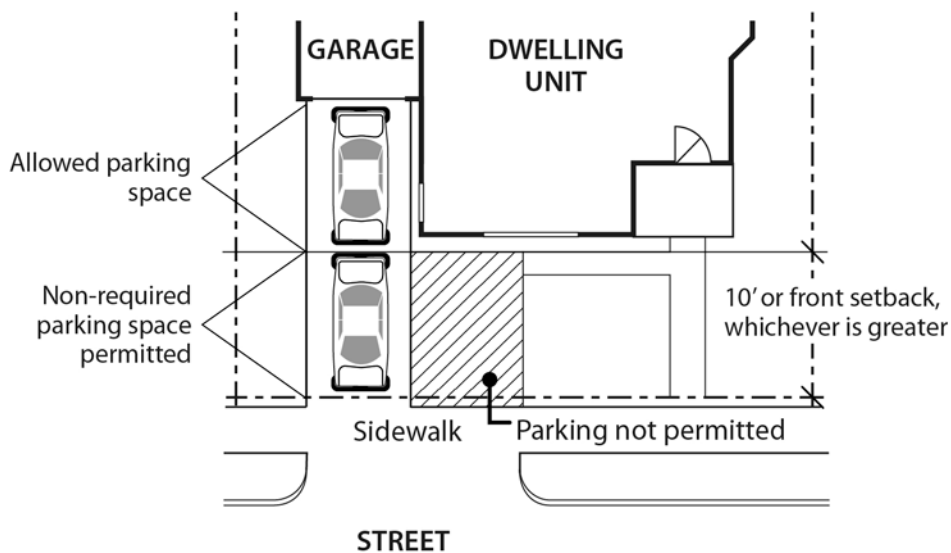 GARAGE
DWELLING
UNIT
Allowed parking
space
Non-required
parking space
permitted
10’ or front setback,
whichever is greater
Sidewalk
Parking not permitted
STREET